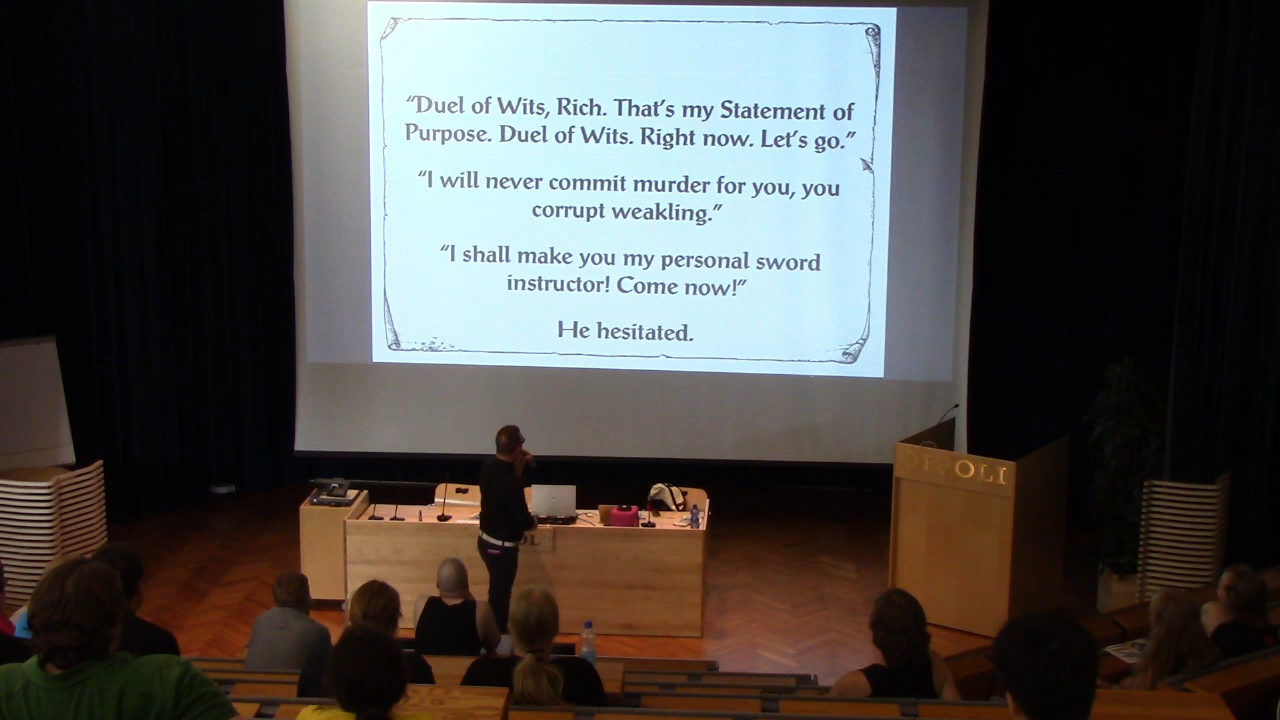 “Duel of Wits, Rich. That’s my Statement of
Purpose. Duel of Wits. Right now. Let’s go.”
“I will never commit murder for you, you
corrupt weakling.”
“I shall make you my personal sword
instructor! Come now!”
He hesitated.
DIPOLI